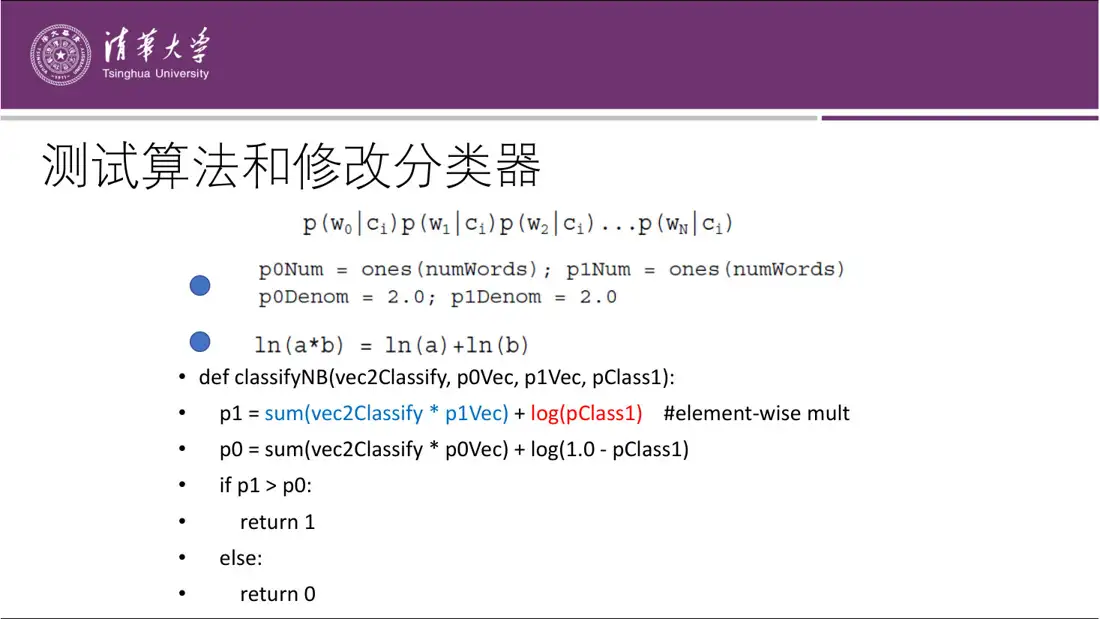 清华大学
Tsinghua University
测试算法和修改分类器
p(w₀|cᵢ)p(w₁|cᵢ)p(w₂|cᵢ)...p(wN|cᵢ)
p0Num = ones(numWords); p1Num = ones(numWords)
p0Denom = 2.0; p1Denom = 2.0
ln(a*b) = ln(a)+ln(b)
• def classifyNB(vec2Classify, p0Vec, p1Vec, pClass1):
• p1 = sum(vec2Classify * p1Vec) + log(pClass1) #element-wise mult
• p0 = sum(vec2Classify * p0Vec) + log(1.0 - pClass1)
• if p1 > p0:
• return 1
• else:
• return 0